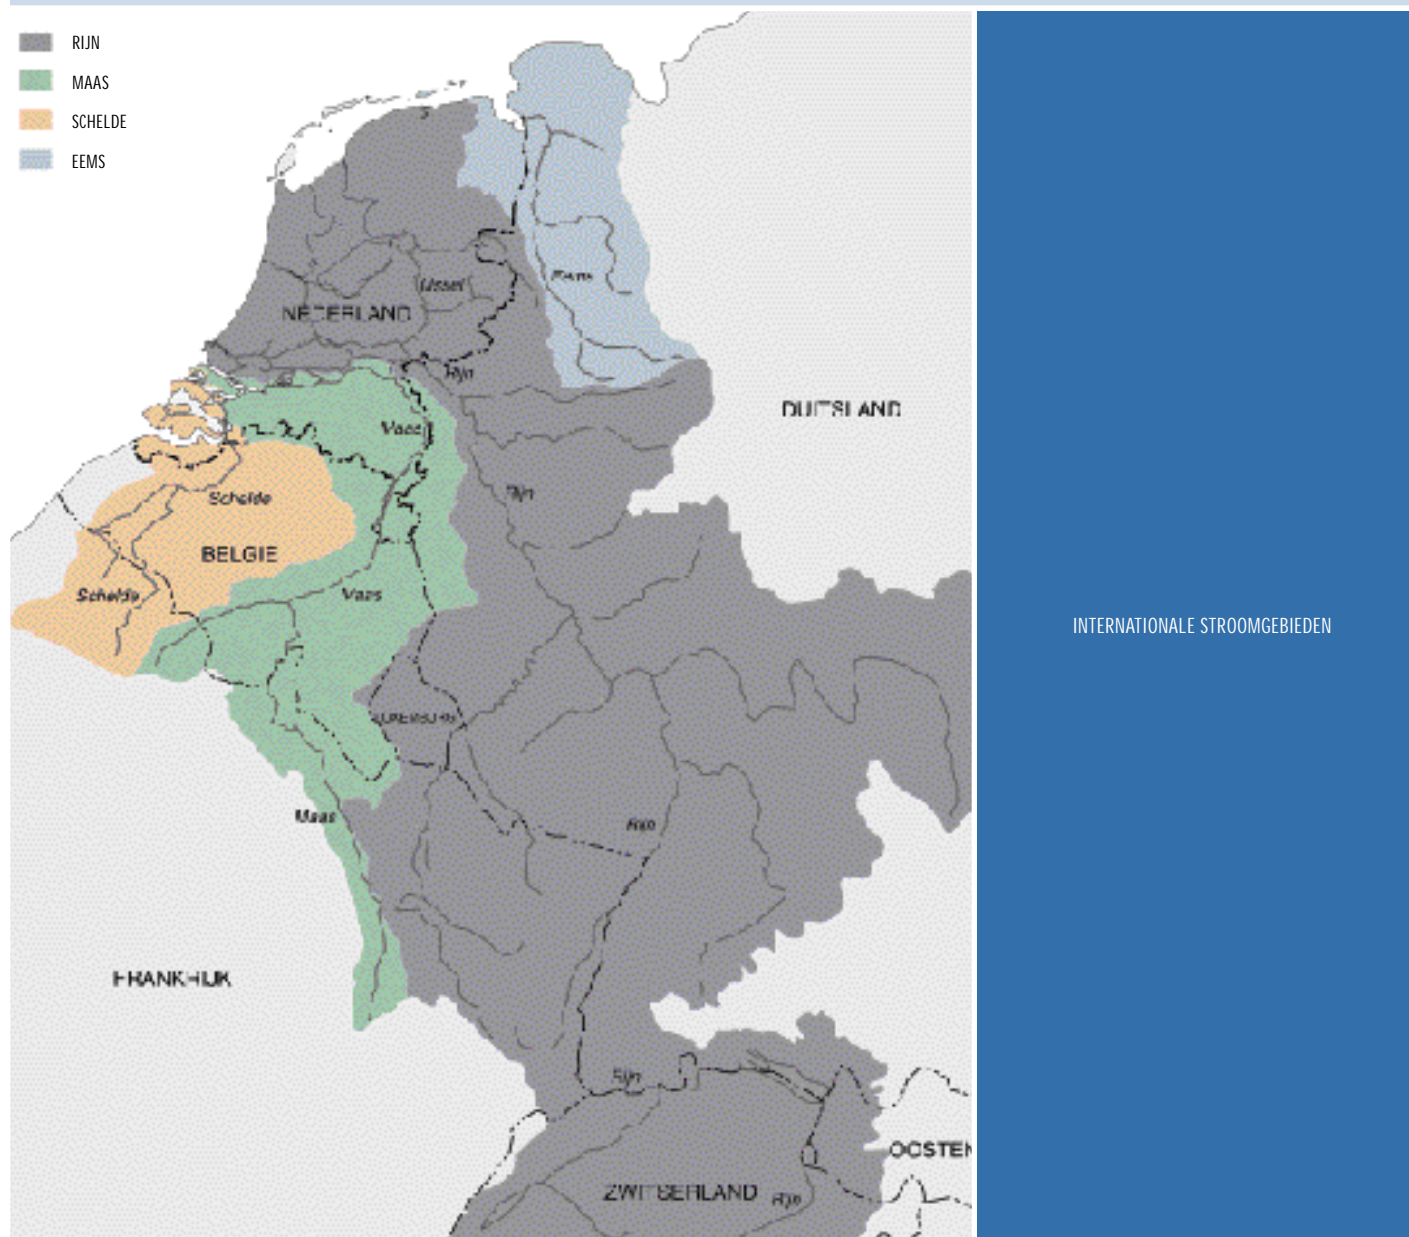 RIJN
MAAS
SCHELDE
EEMS
Eems
IJssel
NEDERLAND
Rijn
DUITSLAND
Maas
Rijn
Schelde
BELGIE
Schelde
Maas
LUXEMBURG
Maas
Rijn
FRANKRIJK
Rijn
OOSTEN
ZWITSERLAND
Rijn
INTERNATIONALE STROOMGEBIEDEN